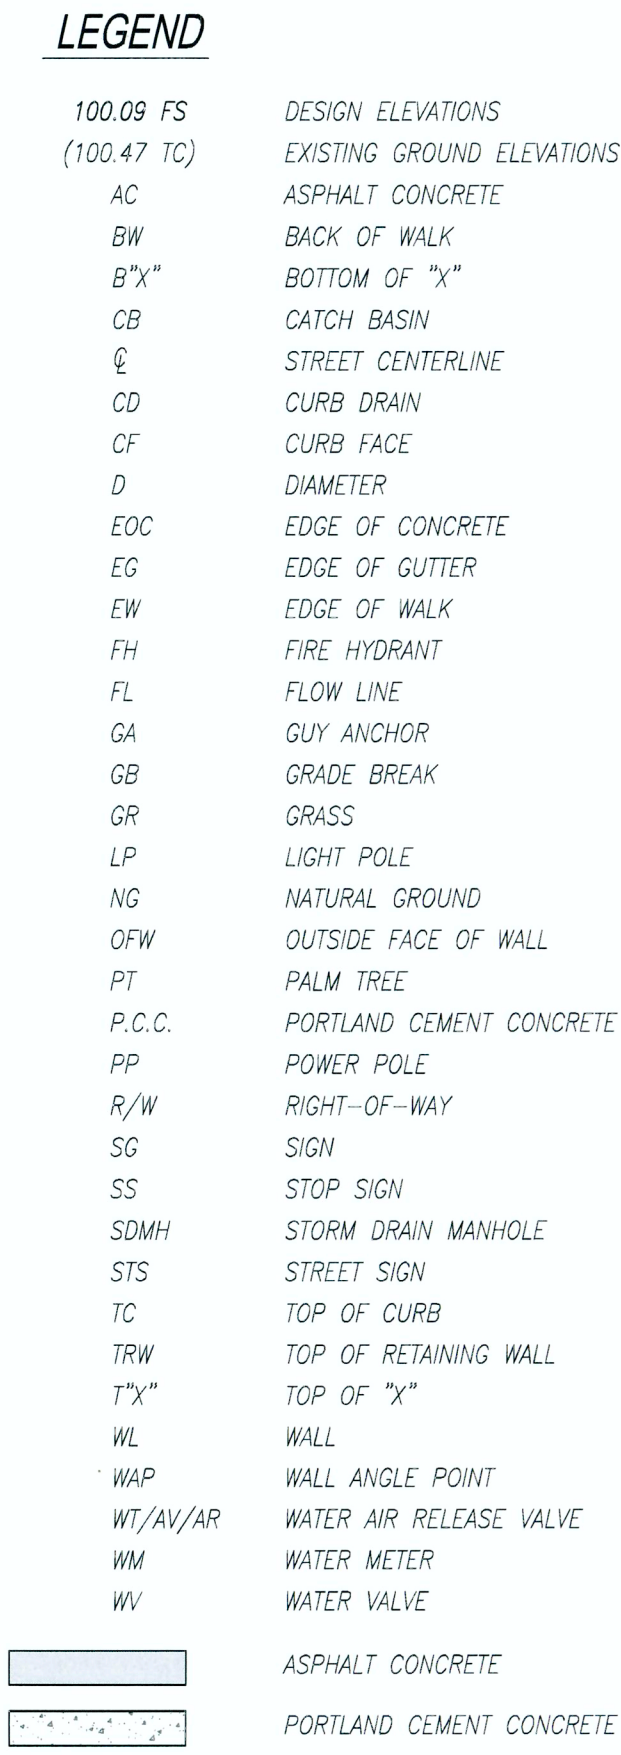 LEGEND
100.09 FS DESIGN ELEVATIONS
(100.47 TC) EXISTING GROUND ELEVATIONS
AC ASPHALT CONCRETE
BW BACK OF WALK
B"X" BOTTOM OF "X"
CB CATCH BASIN
℄ STREET CENTERLINE
CD CURB DRAIN
CF CURB FACE
D DIAMETER
EOC EDGE OF CONCRETE
EG EDGE OF GUTTER
EW EDGE OF WALK
FH FIRE HYDRANT
FL FLOW LINE
GA GUY ANCHOR
GB GRADE BREAK
GR GRASS
LP LIGHT POLE
NG NATURAL GROUND
OFW OUTSIDE FACE OF WALL
PT PALM TREE
P.C.C. PORTLAND CEMENT CONCRETE
PP POWER POLE
R/W RIGHT-OF-WAY
SG SIGN
SS STOP SIGN
SDMH STORM DRAIN MANHOLE
STS STREET SIGN
TC TOP OF CURB
TRW TOP OF RETAINING WALL
T"X" TOP OF "X"
WL WALL
WAP WALL ANGLE POINT
WT/AV/AR WATER AIR RELEASE VALVE
WM WATER METER
WV WATER VALVE
ASPHALT CONCRETE
PORTLAND CEMENT CONCRETE